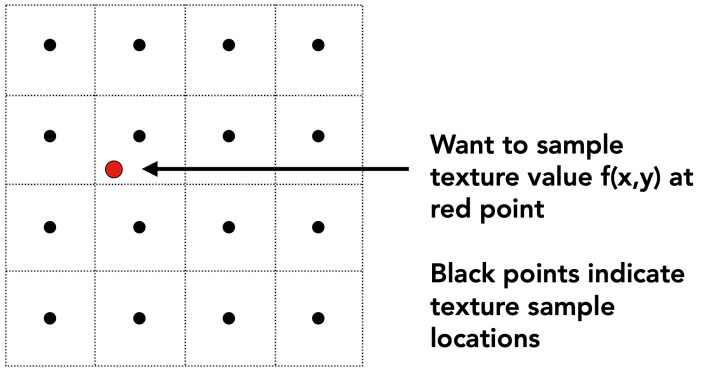 Want to sample
texture value f(x,y) at
red point
Black points indicate
texture sample
locations